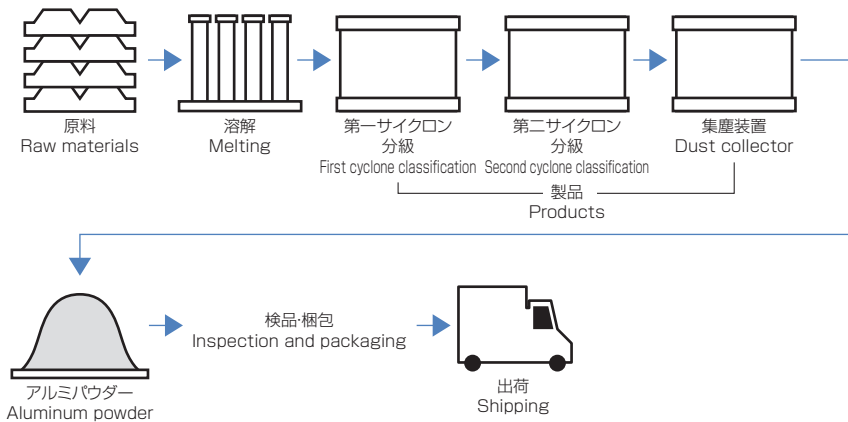 原料
Raw materials
溶解
Melting
第一サイクロン
分級
First cyclone classification
第二サイクロン
分級
Second cyclone classification
集塵装置
Dust collector
製品
Products
アルミパウダー
Aluminum powder
検品・梱包
Inspection and packaging
出荷
Shipping